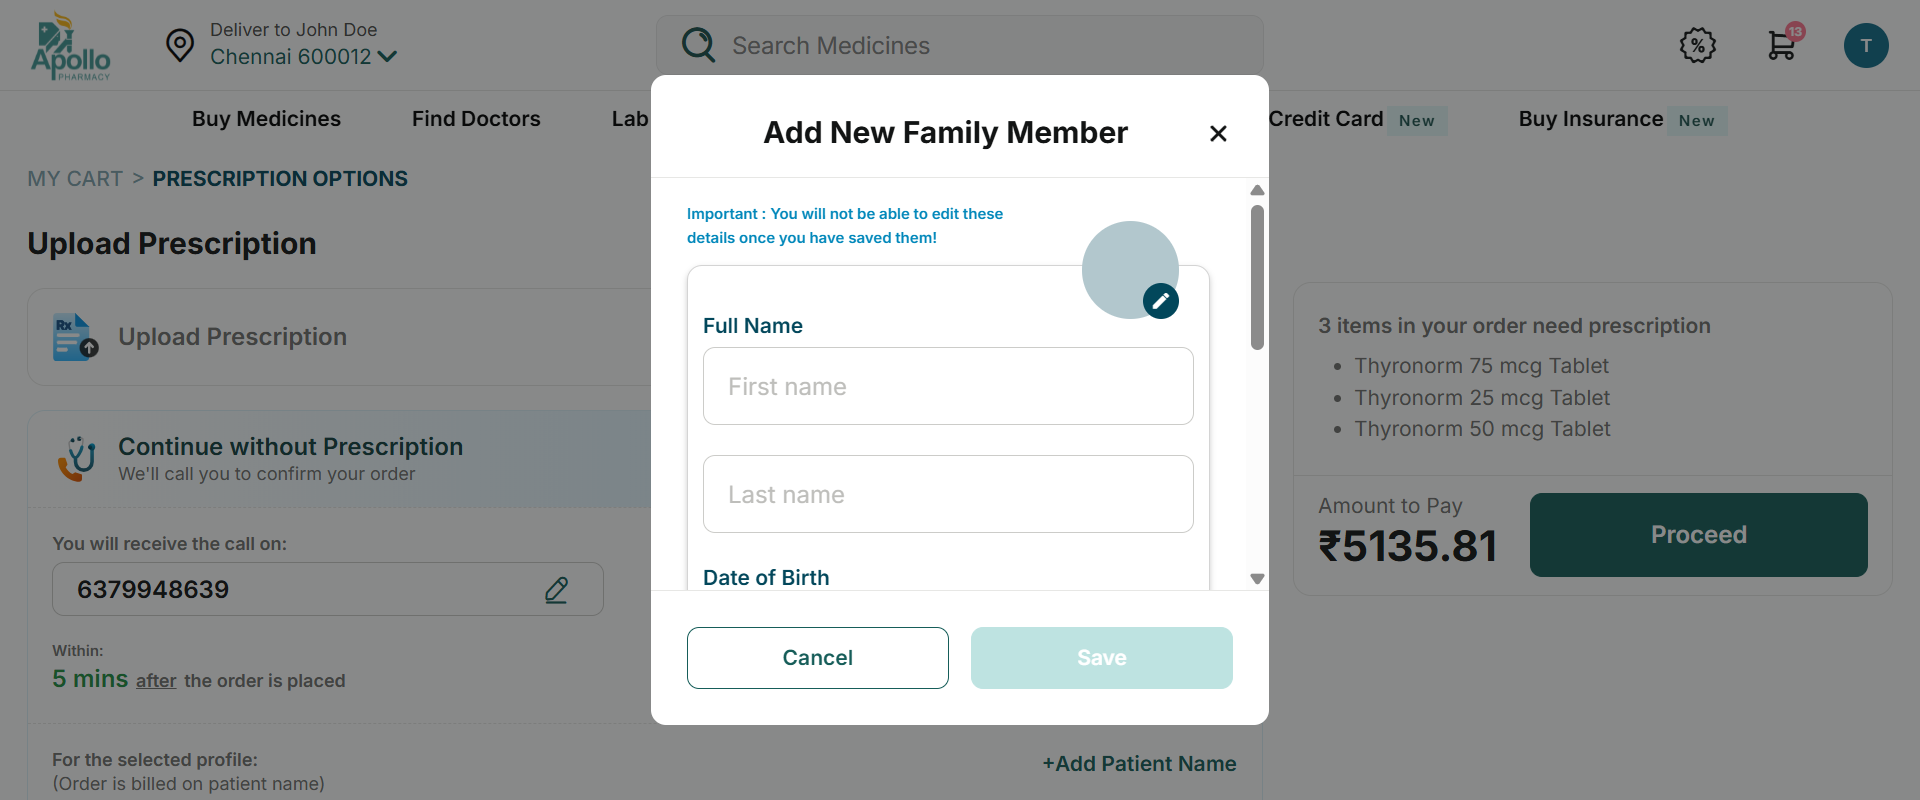 Apollo
PHARMACY
Deliver to John Doe
Chennai 600012
Search Medicines
%
13
T
Buy Medicines
Find Doctors
Lab
Credit Card New
Buy Insurance New
MY CART > PRESCRIPTION OPTIONS
Upload Prescription
Rx
Upload Prescription
Continue without Prescription
We'll call you to confirm your order
You will receive the call on:
6379948639
Within:
5 mins after the order is placed
For the selected profile:
(Order is billed on patient name)
+Add Patient Name
Add New Family Member
Important : You will not be able to edit these
details once you have saved them!
Full Name
First name
Last name
Date of Birth
Cancel
Save
3 items in your order need prescription
• Thyronorm 75 mcg Tablet
• Thyronorm 25 mcg Tablet
• Thyronorm 50 mcg Tablet
Amount to Pay
₹5135.81
Proceed